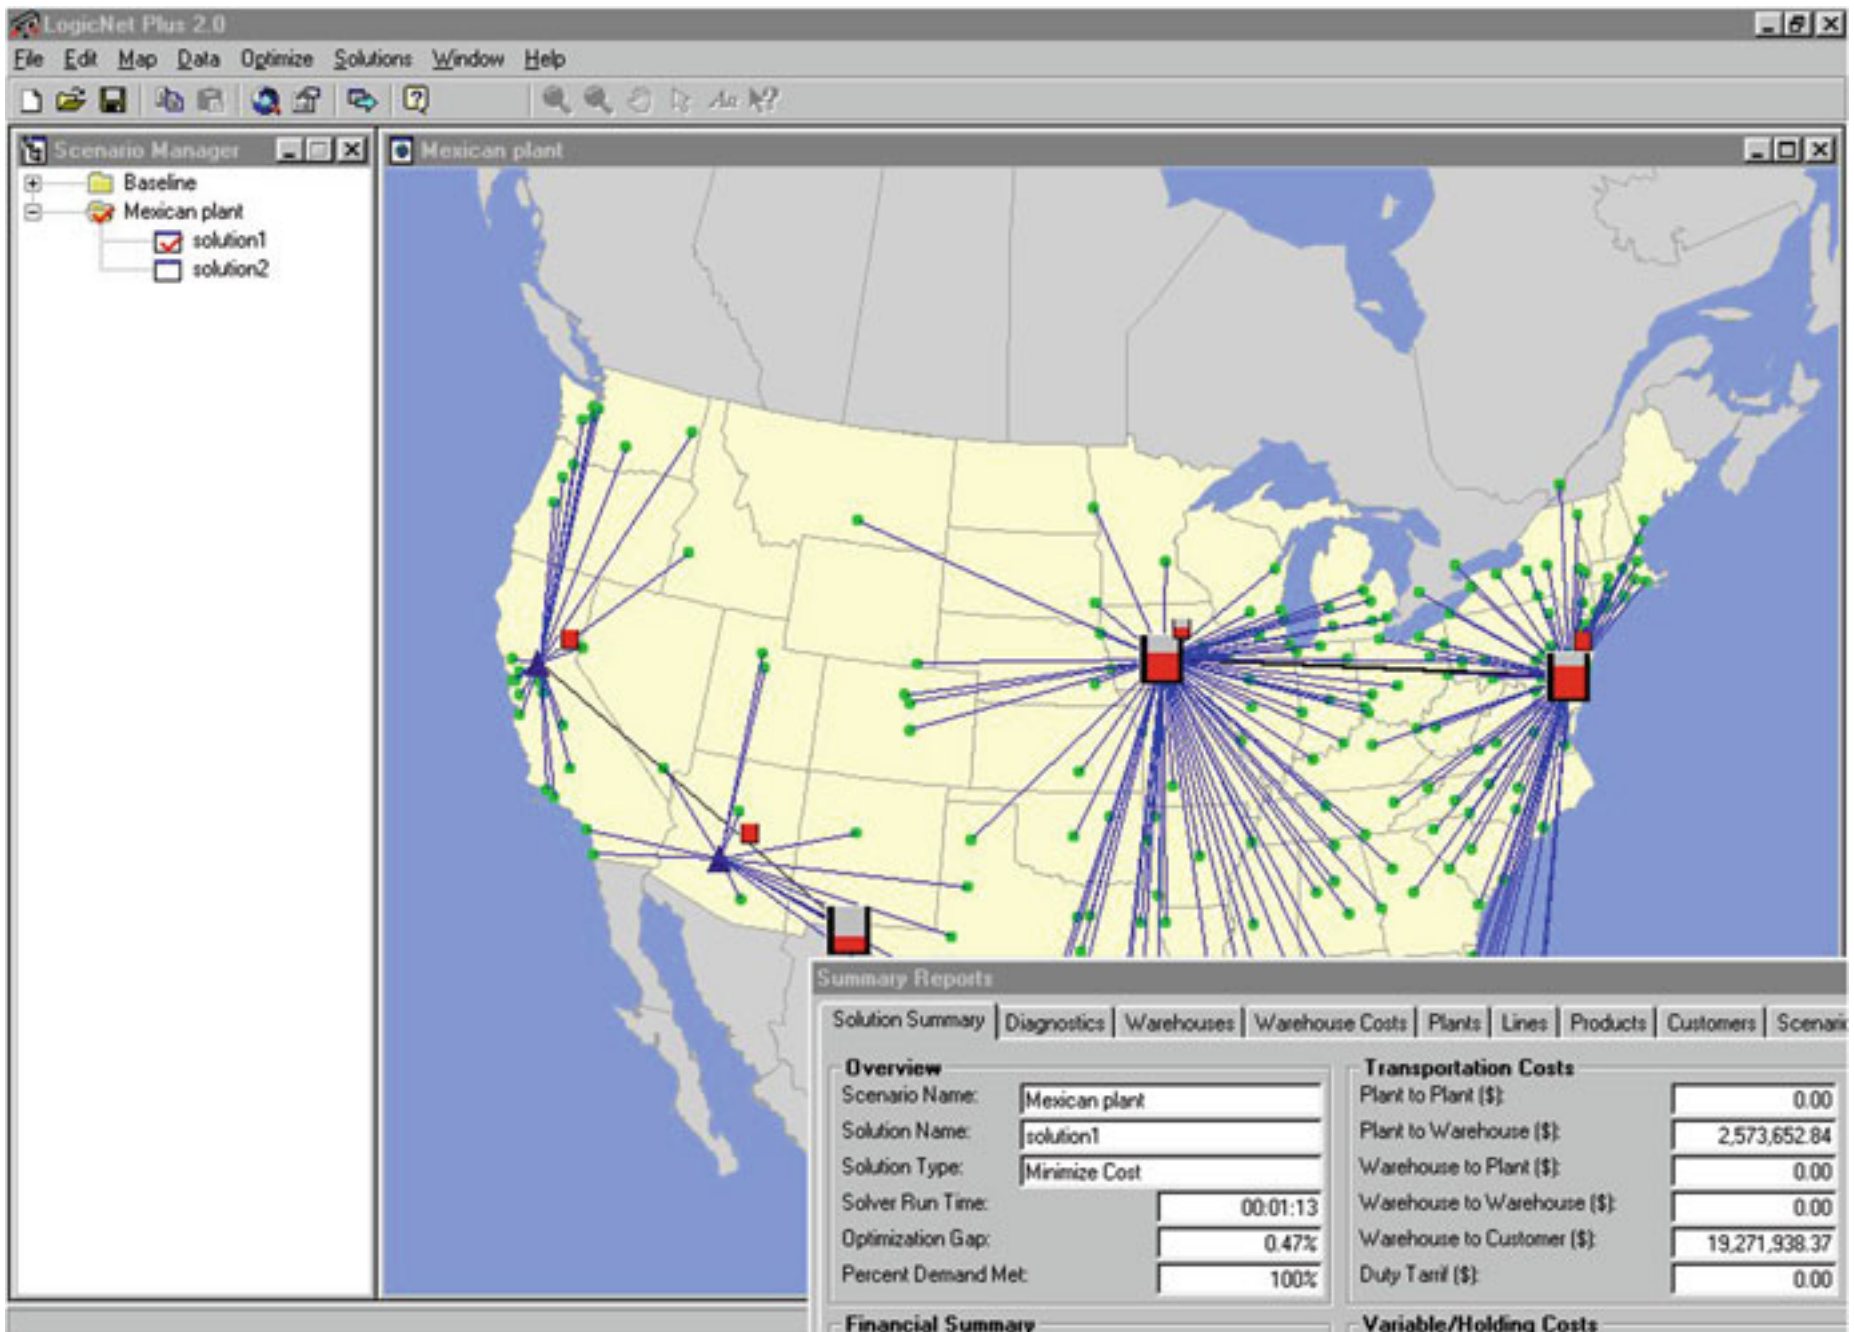 LogicNet Plus 2.0
File Edit Map Data Optimize Solutions Window Help
Aa
Scenario Manager
Baseline
Mexican plant
solution1
solution2
Mexican plant
Summary Reports
Solution Summary Diagnostics Warehouses Warehouse Costs Plants Lines Products Customers Scenario
Overview
Scenario Name: Mexican plant
Solution Name: solution1
Solution Type: Minimize Cost
Solver Run Time: 00:01:13
Optimization Gap: 0.47%
Percent Demand Met: 100%
Transportation Costs
Plant to Plant ($): 0.00
Plant to Warehouse ($): 2,573,652.84
Warehouse to Plant ($): 0.00
Warehouse to Warehouse ($): 0.00
Warehouse to Customer ($): 19,271,938.37
Duty Tarrif ($): 0.00
Financial Summary
Variable/Holding Costs